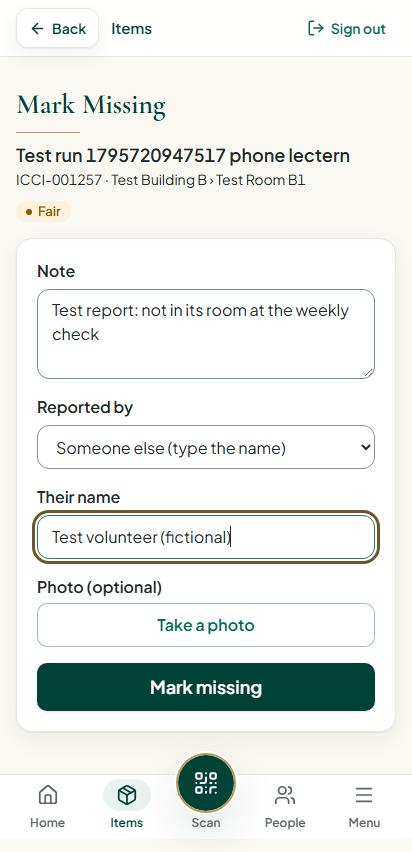 Back
Items
Sign out
Mark Missing
Test run 1795720947517 phone lectern
ICCI-001257 · Test Building B › Test Room B1
Fair
Note
Test report: not in its room at the weekly
check
Reported by
Someone else (type the name)
Their name
Test volunteer (fictional)
Photo (optional)
Take a photo
Mark missing
Home
Items
Scan
People
Menu